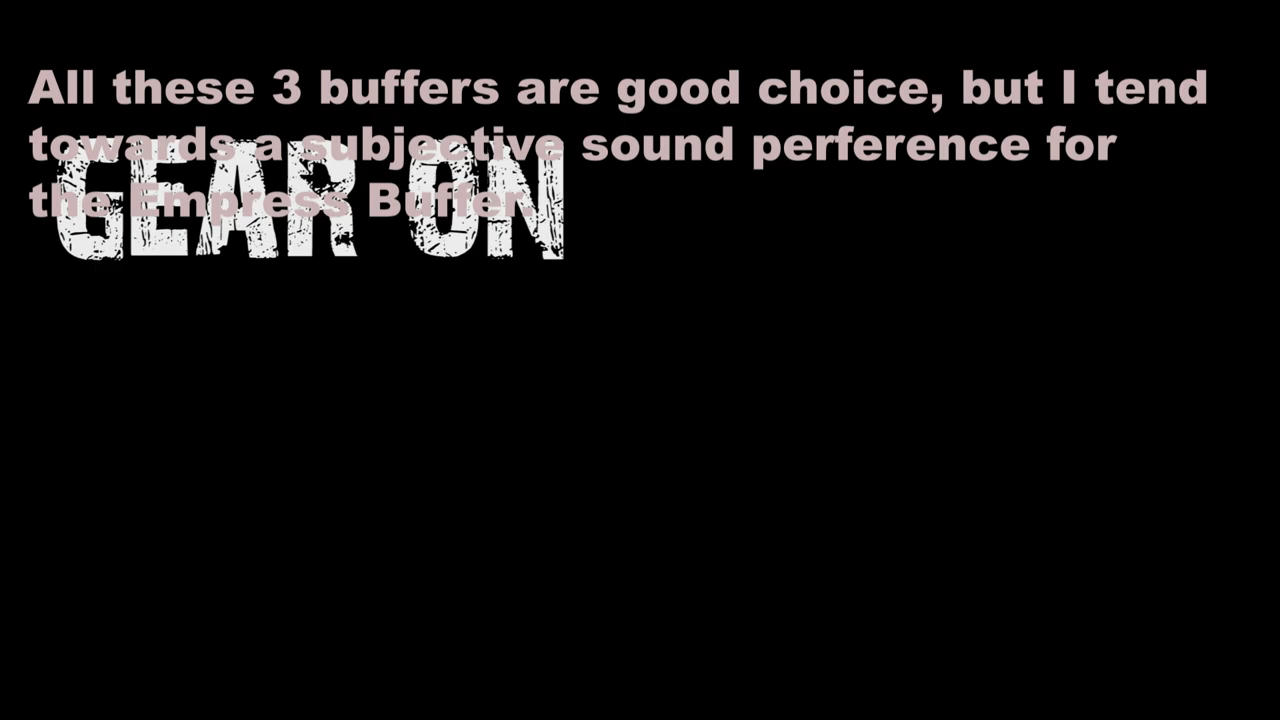 All these 3 buffers are good choice, but I tend
towards a subjective sound perference for
the Empress Buffer.
GEAR ON